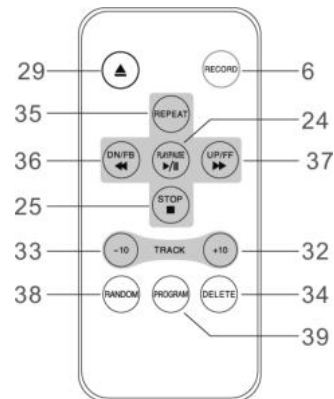 29 RECORD 6
35 REPEAT 24
36 DN/FB PLAY/PAUSE UP/FF 37
25 STOP
33 -10 TRACK +10 32
38 RANDOM PROGRAM DELETE 34
39